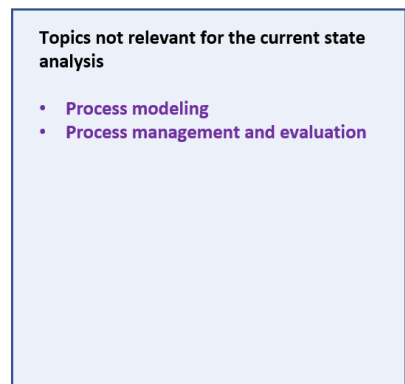 Topics not relevant for the current state
analysis
• Process modeling
• Process management and evaluation